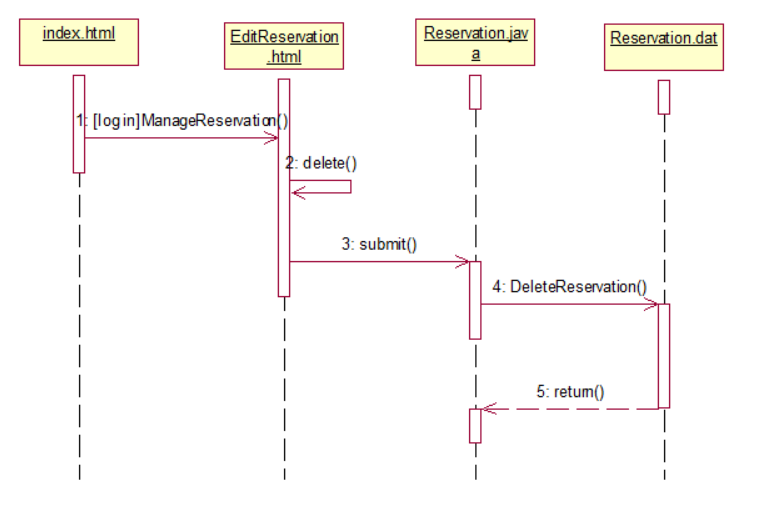 index.html
EditReservation
.html
Reservation.jav
a
Reservation.dat
1: [login]ManageReservation()
2: delete()
3: submit()
4: DeleteReservation()
5: return()